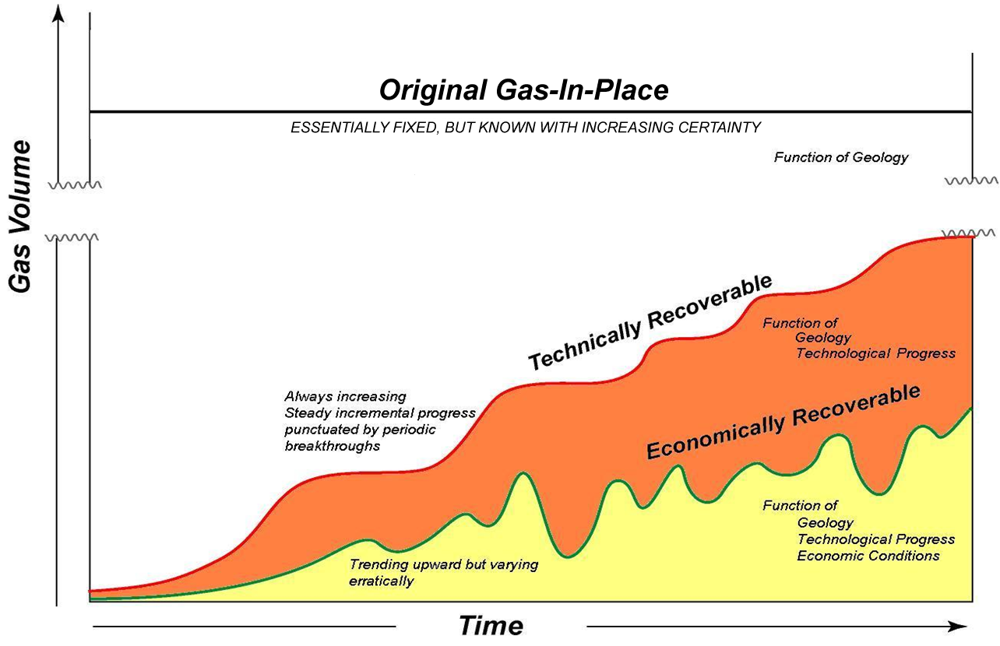 Original Gas-In-Place
ESSENTIALLY FIXED, BUT KNOWN WITH INCREASING CERTAINTY
Function of Geology
Gas Volume
Technically Recoverable
Function of
Geology
Technological Progress
Always increasing
Steady incremental progress
punctuated by periodic
breakthroughs
Economically Recoverable
Function of
Geology
Technological Progress
Economic Conditions
Trending upward but varying
erratically
Time